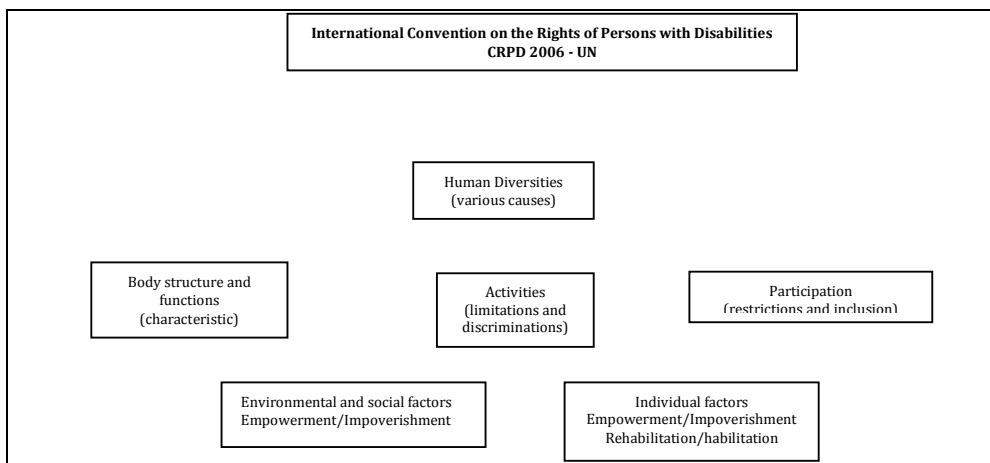 International Convention on the Rights of Persons with Disabilities
CRPD 2006 - UN
Human Diversities
(various causes)
Body structure and
functions
(characteristic)
Activities
(limitations and
discriminations)
Participation
(restrictions and inclusion)
Environmental and social factors
Empowerment/Impoverishment
Individual factors
Empowerment/Impoverishment
Rehabilitation/habilitation